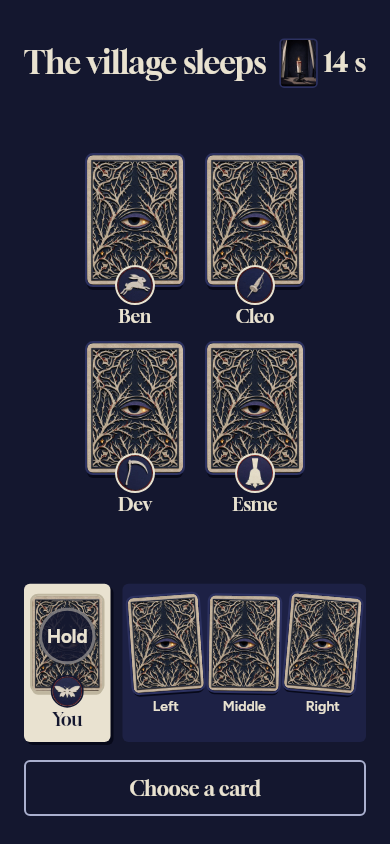 The village sleeps 14 s
Ben Cleo
Dev Esme
Hold
You
Left Middle Right
Choose a card